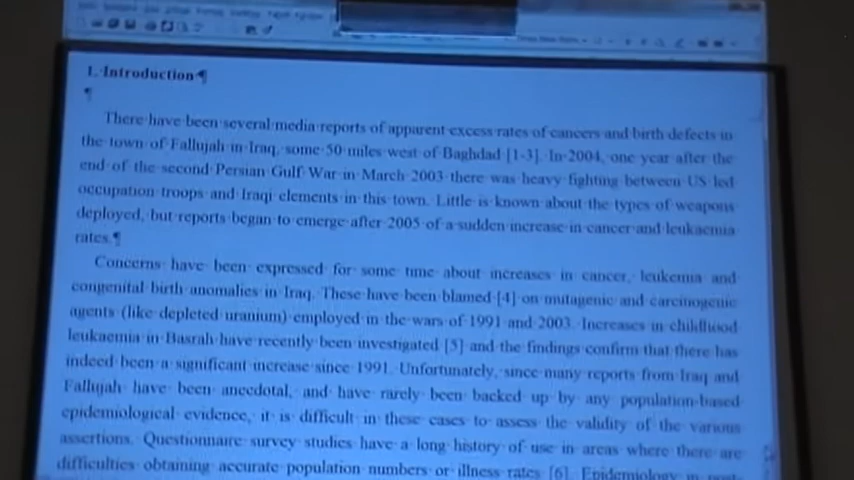 1. Introduction¶
¶
There have been several media reports of apparent excess rates of cancers and birth defects in
the town of Fallujah in Iraq, some 50 miles west of Baghdad [1-3]. In 2004, one year after the
end of the second Persian Gulf War in March 2003 there was heavy fighting between US led
occupation troops and Iraqi elements in this town. Little is known about the types of weapons
deployed, but reports began to emerge after 2005 of a sudden increase in cancer and leukaemia
rates.¶
Concerns have been expressed for some time about increases in cancer, leukemia and
congenital birth anomalies in Iraq. These have been blamed [4] on mutagenic and carcinogenic
agents (like depleted uranium) employed in the wars of 1991 and 2003. Increases in childhood
leukaemia in Basrah have recently been investigated [5] and the findings confirm that there has
indeed been a significant increase since 1991. Unfortunately, since many reports from Iraq and
Fallujah have been anecdotal, and have rarely been backed up by any population-based
epidemiological evidence, it is difficult in these cases to assess the validity of the various
assertions. Questionnaire survey studies have a long history of use in areas where there are
difficulties obtaining accurate population numbers or illness rates [6]. Epidemiology in post-